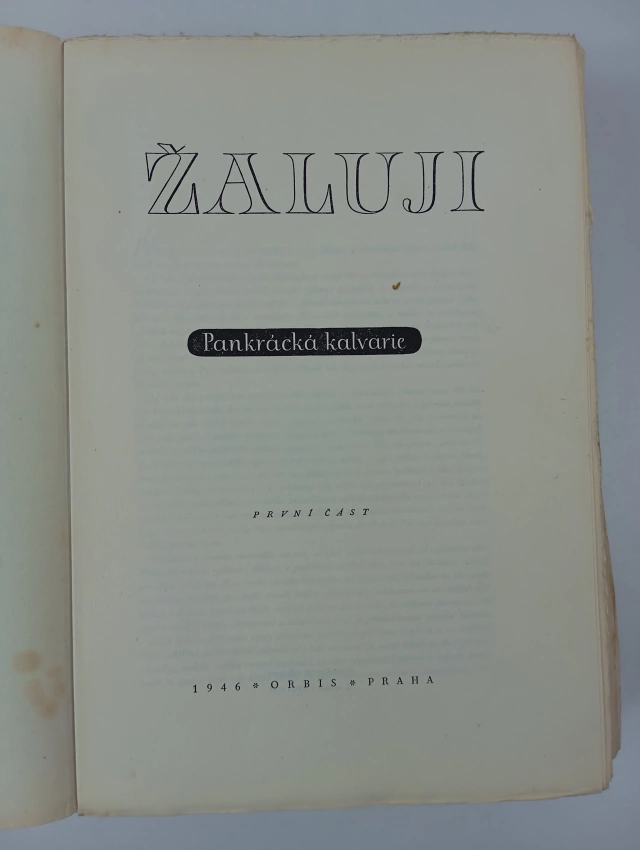 ŽALUJI
Pankrácká kalvarie
PRVNÍ ČÁST
1946 * ORBIS * PRAHA